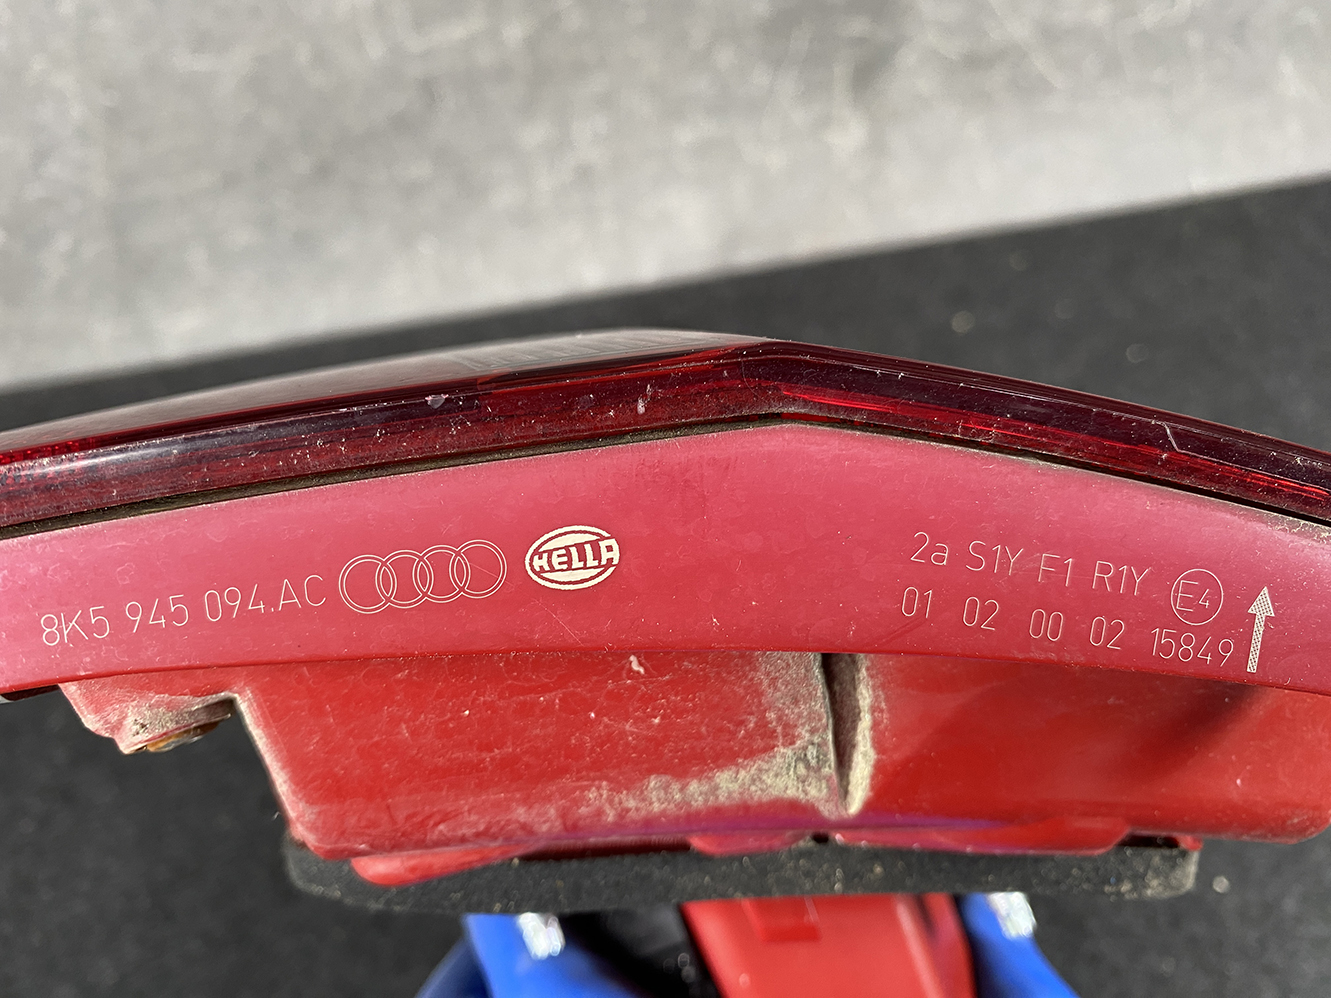 8K5 945 094.AC
HELLA
2a S1Y F1 R1Y E4
01 02 00 02 15849